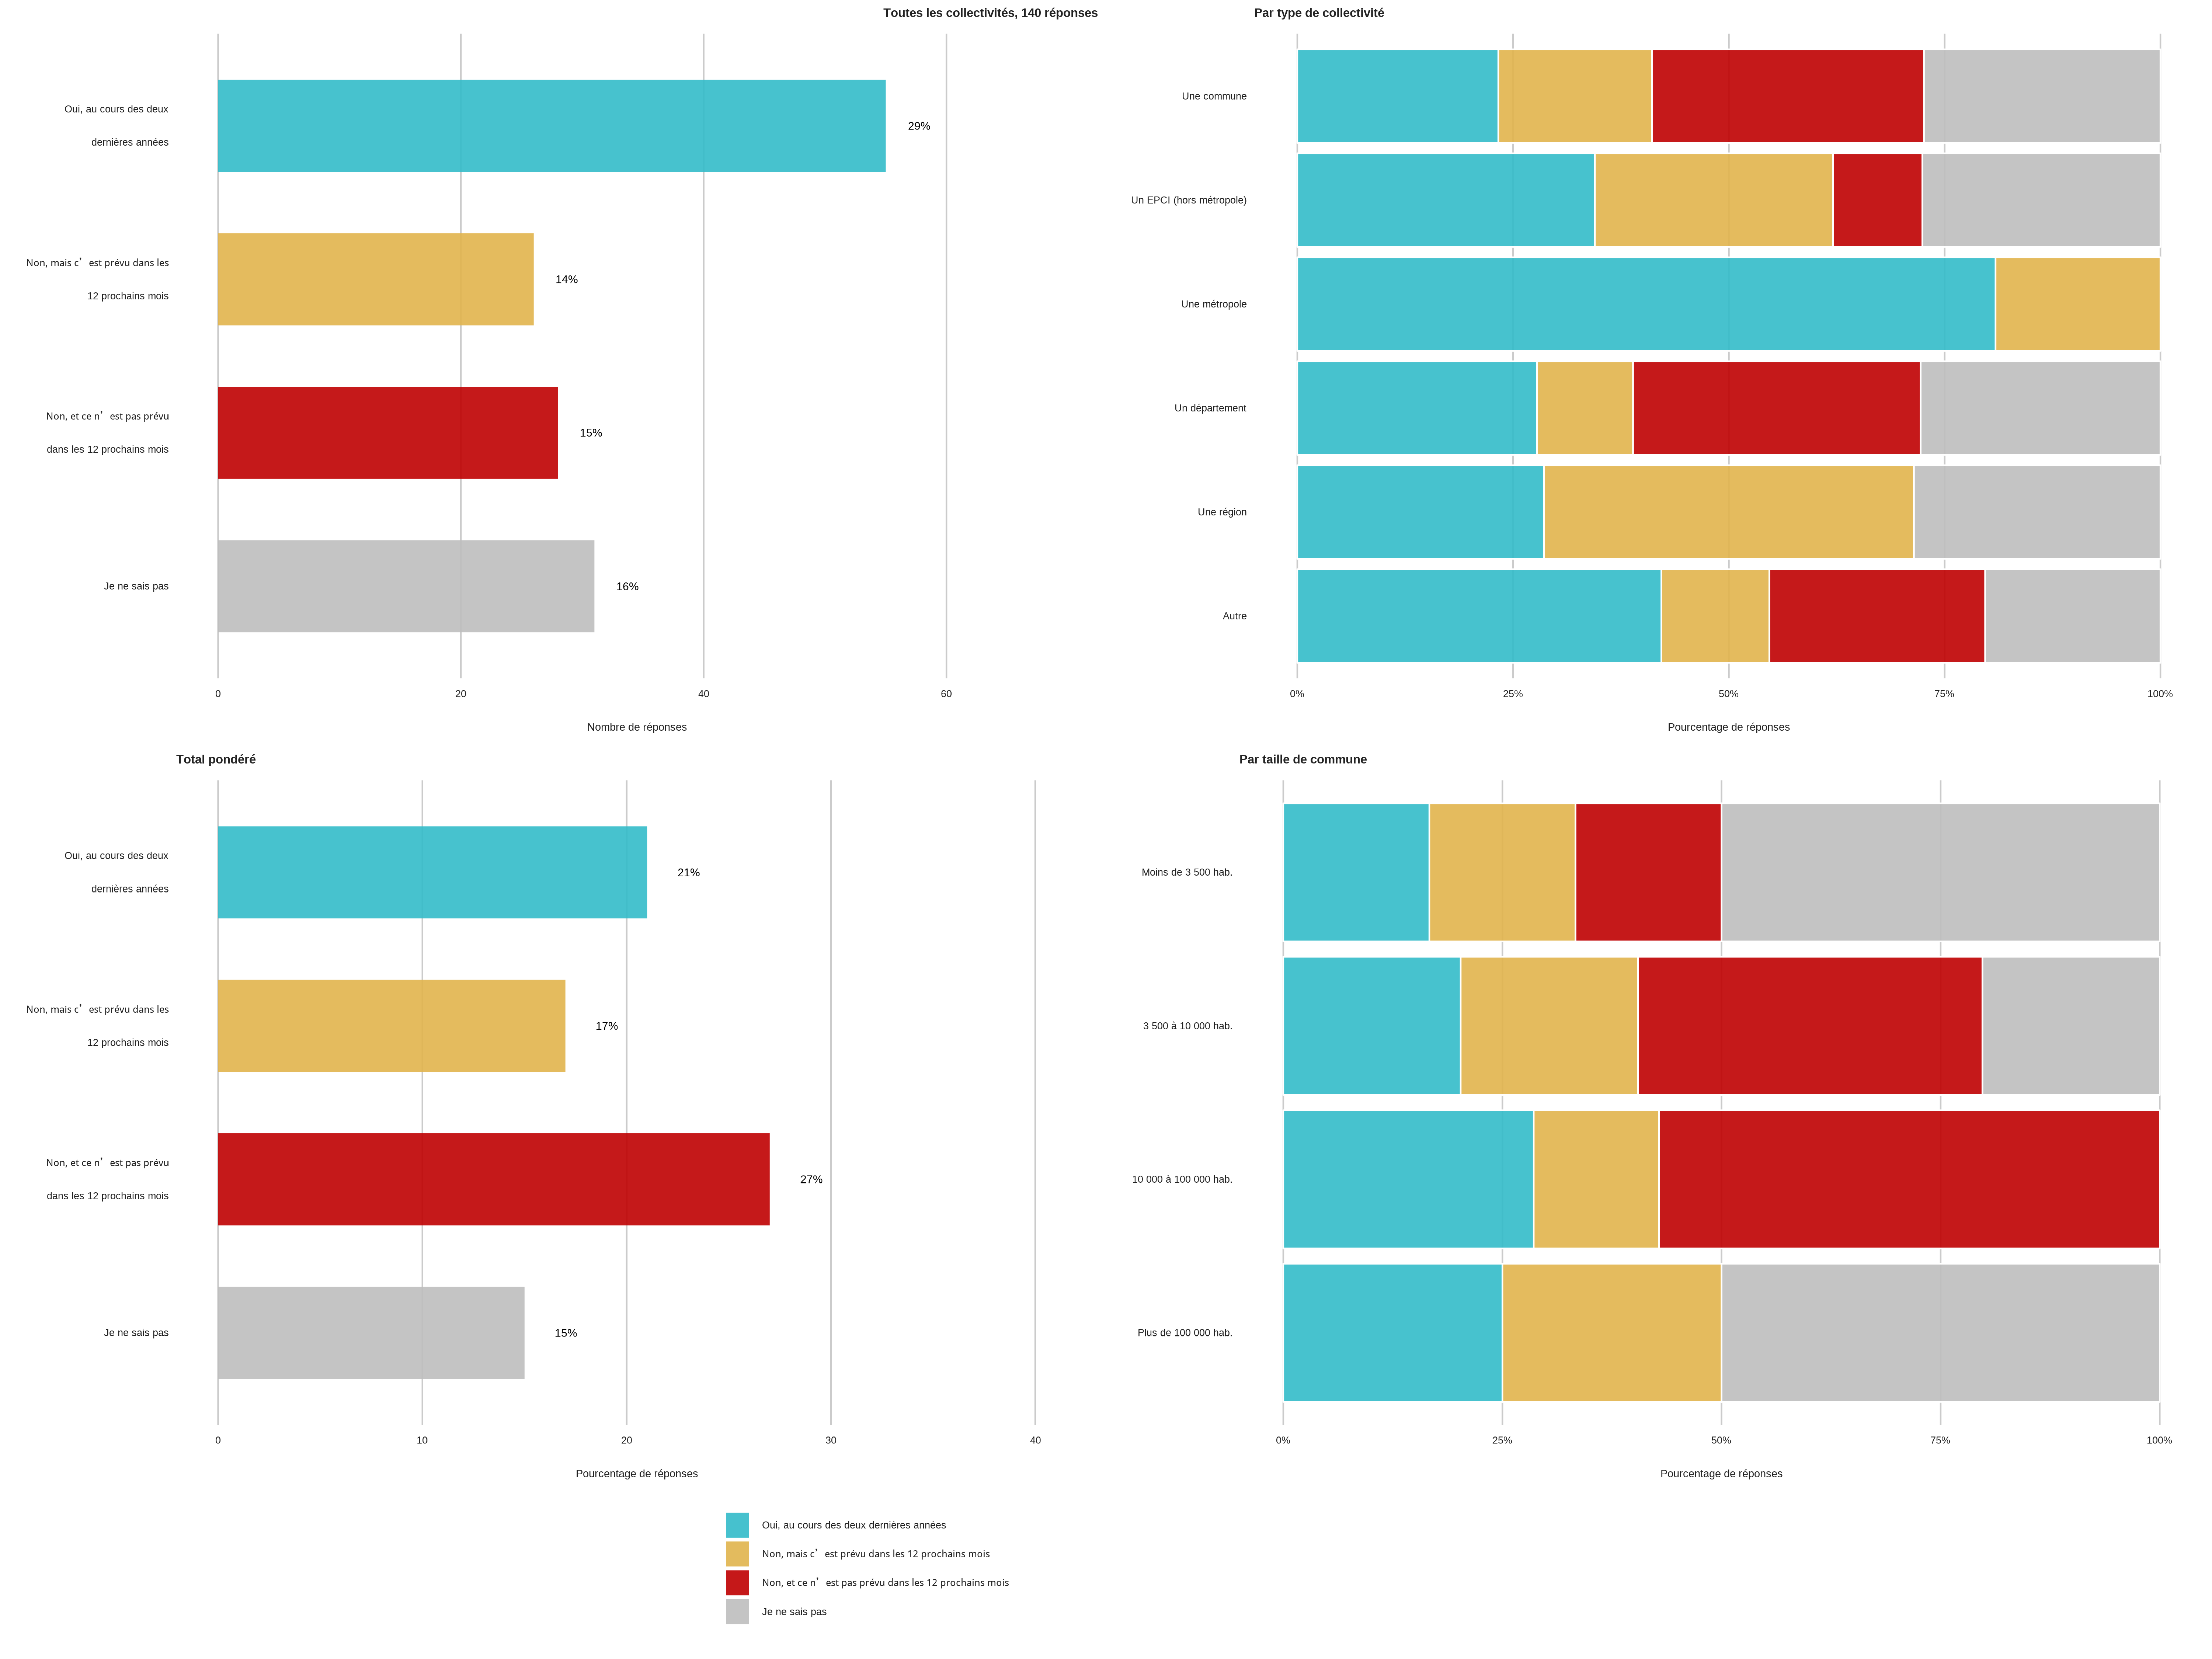 Toutes les collectivités, 140 réponses
Oui, au cours des deux
dernières années
29%
Non, mais c’est prévu dans les
12 prochains mois
14%
Non, et ce n’est pas prévu
dans les 12 prochains mois
15%
Je ne sais pas
16%
0 20 40 60
Nombre de réponses
Par type de collectivité
Une commune
Un EPCI (hors métropole)
Une métropole
Un département
Une région
Autre
0% 25% 50% 75% 100%
Pourcentage de réponses
Total pondéré
Oui, au cours des deux
dernières années
21%
Non, mais c’est prévu dans les
12 prochains mois
17%
Non, et ce n’est pas prévu
dans les 12 prochains mois
27%
Je ne sais pas
15%
0 10 20 30 40
Pourcentage de réponses
Par taille de commune
Moins de 3 500 hab.
3 500 à 10 000 hab.
10 000 à 100 000 hab.
Plus de 100 000 hab.
0% 25% 50% 75% 100%
Pourcentage de réponses
Oui, au cours des deux dernières années
Non, mais c’est prévu dans les 12 prochains mois
Non, et ce n’est pas prévu dans les 12 prochains mois
Je ne sais pas